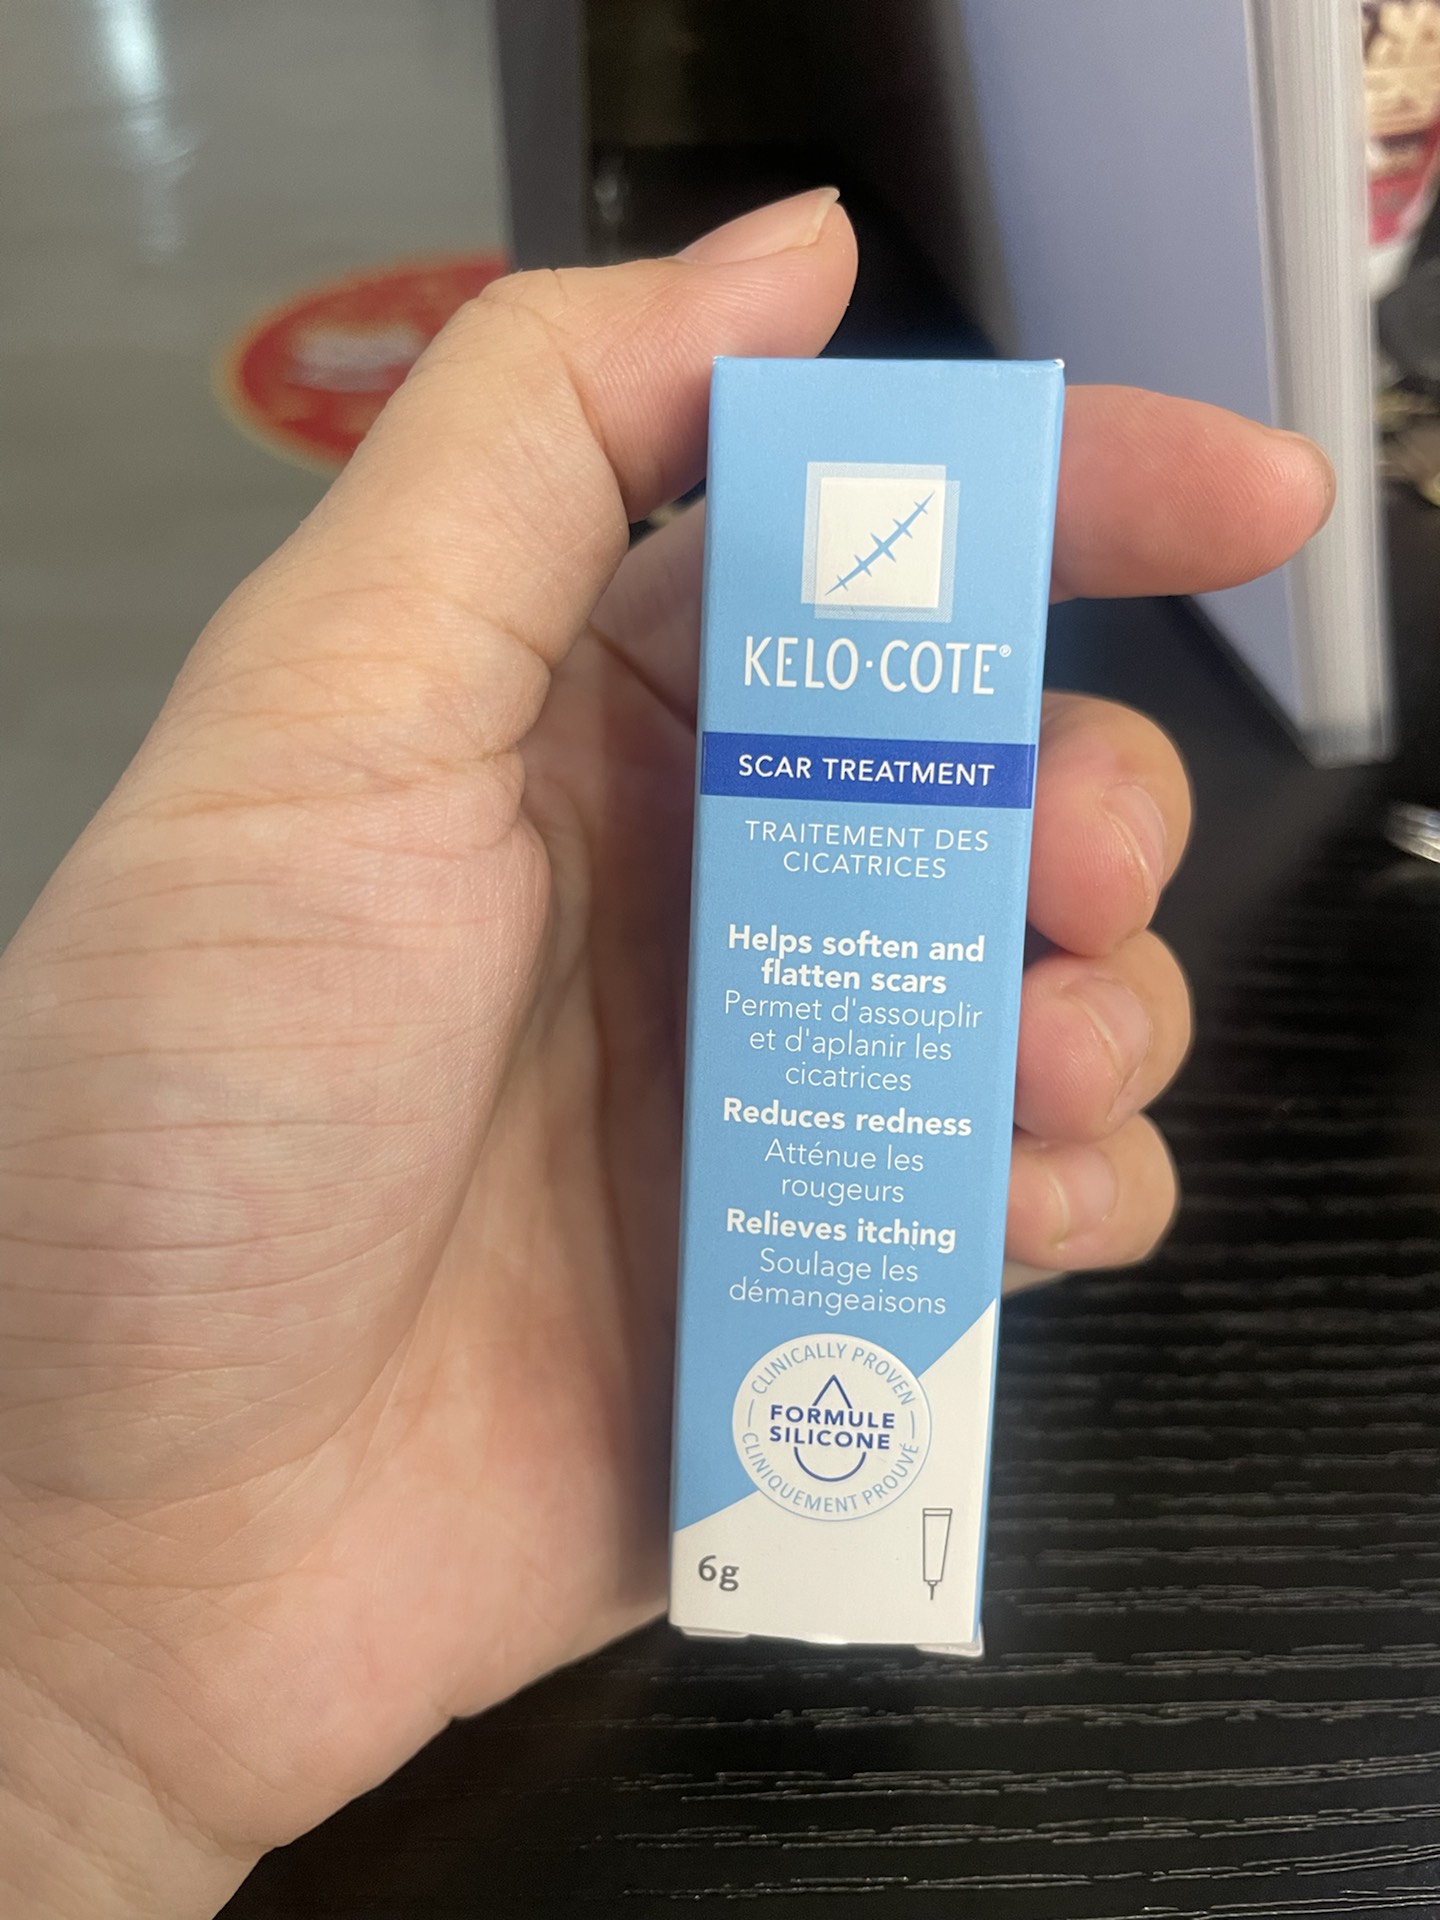 KELO·COTE®
SCAR TREATMENT
TRAITEMENT DES
CICATRICES
Helps soften and
flatten scars
Permet d'assouplir
et d'aplanir les
cicatrices
Reduces redness
Atténue les
rougeurs
Relieves itching
Soulage les
démangeaisons
CLINICALLY PROVEN
FORMULE
SILICONE
CLINIQUEMENT PROUVÉ
6g